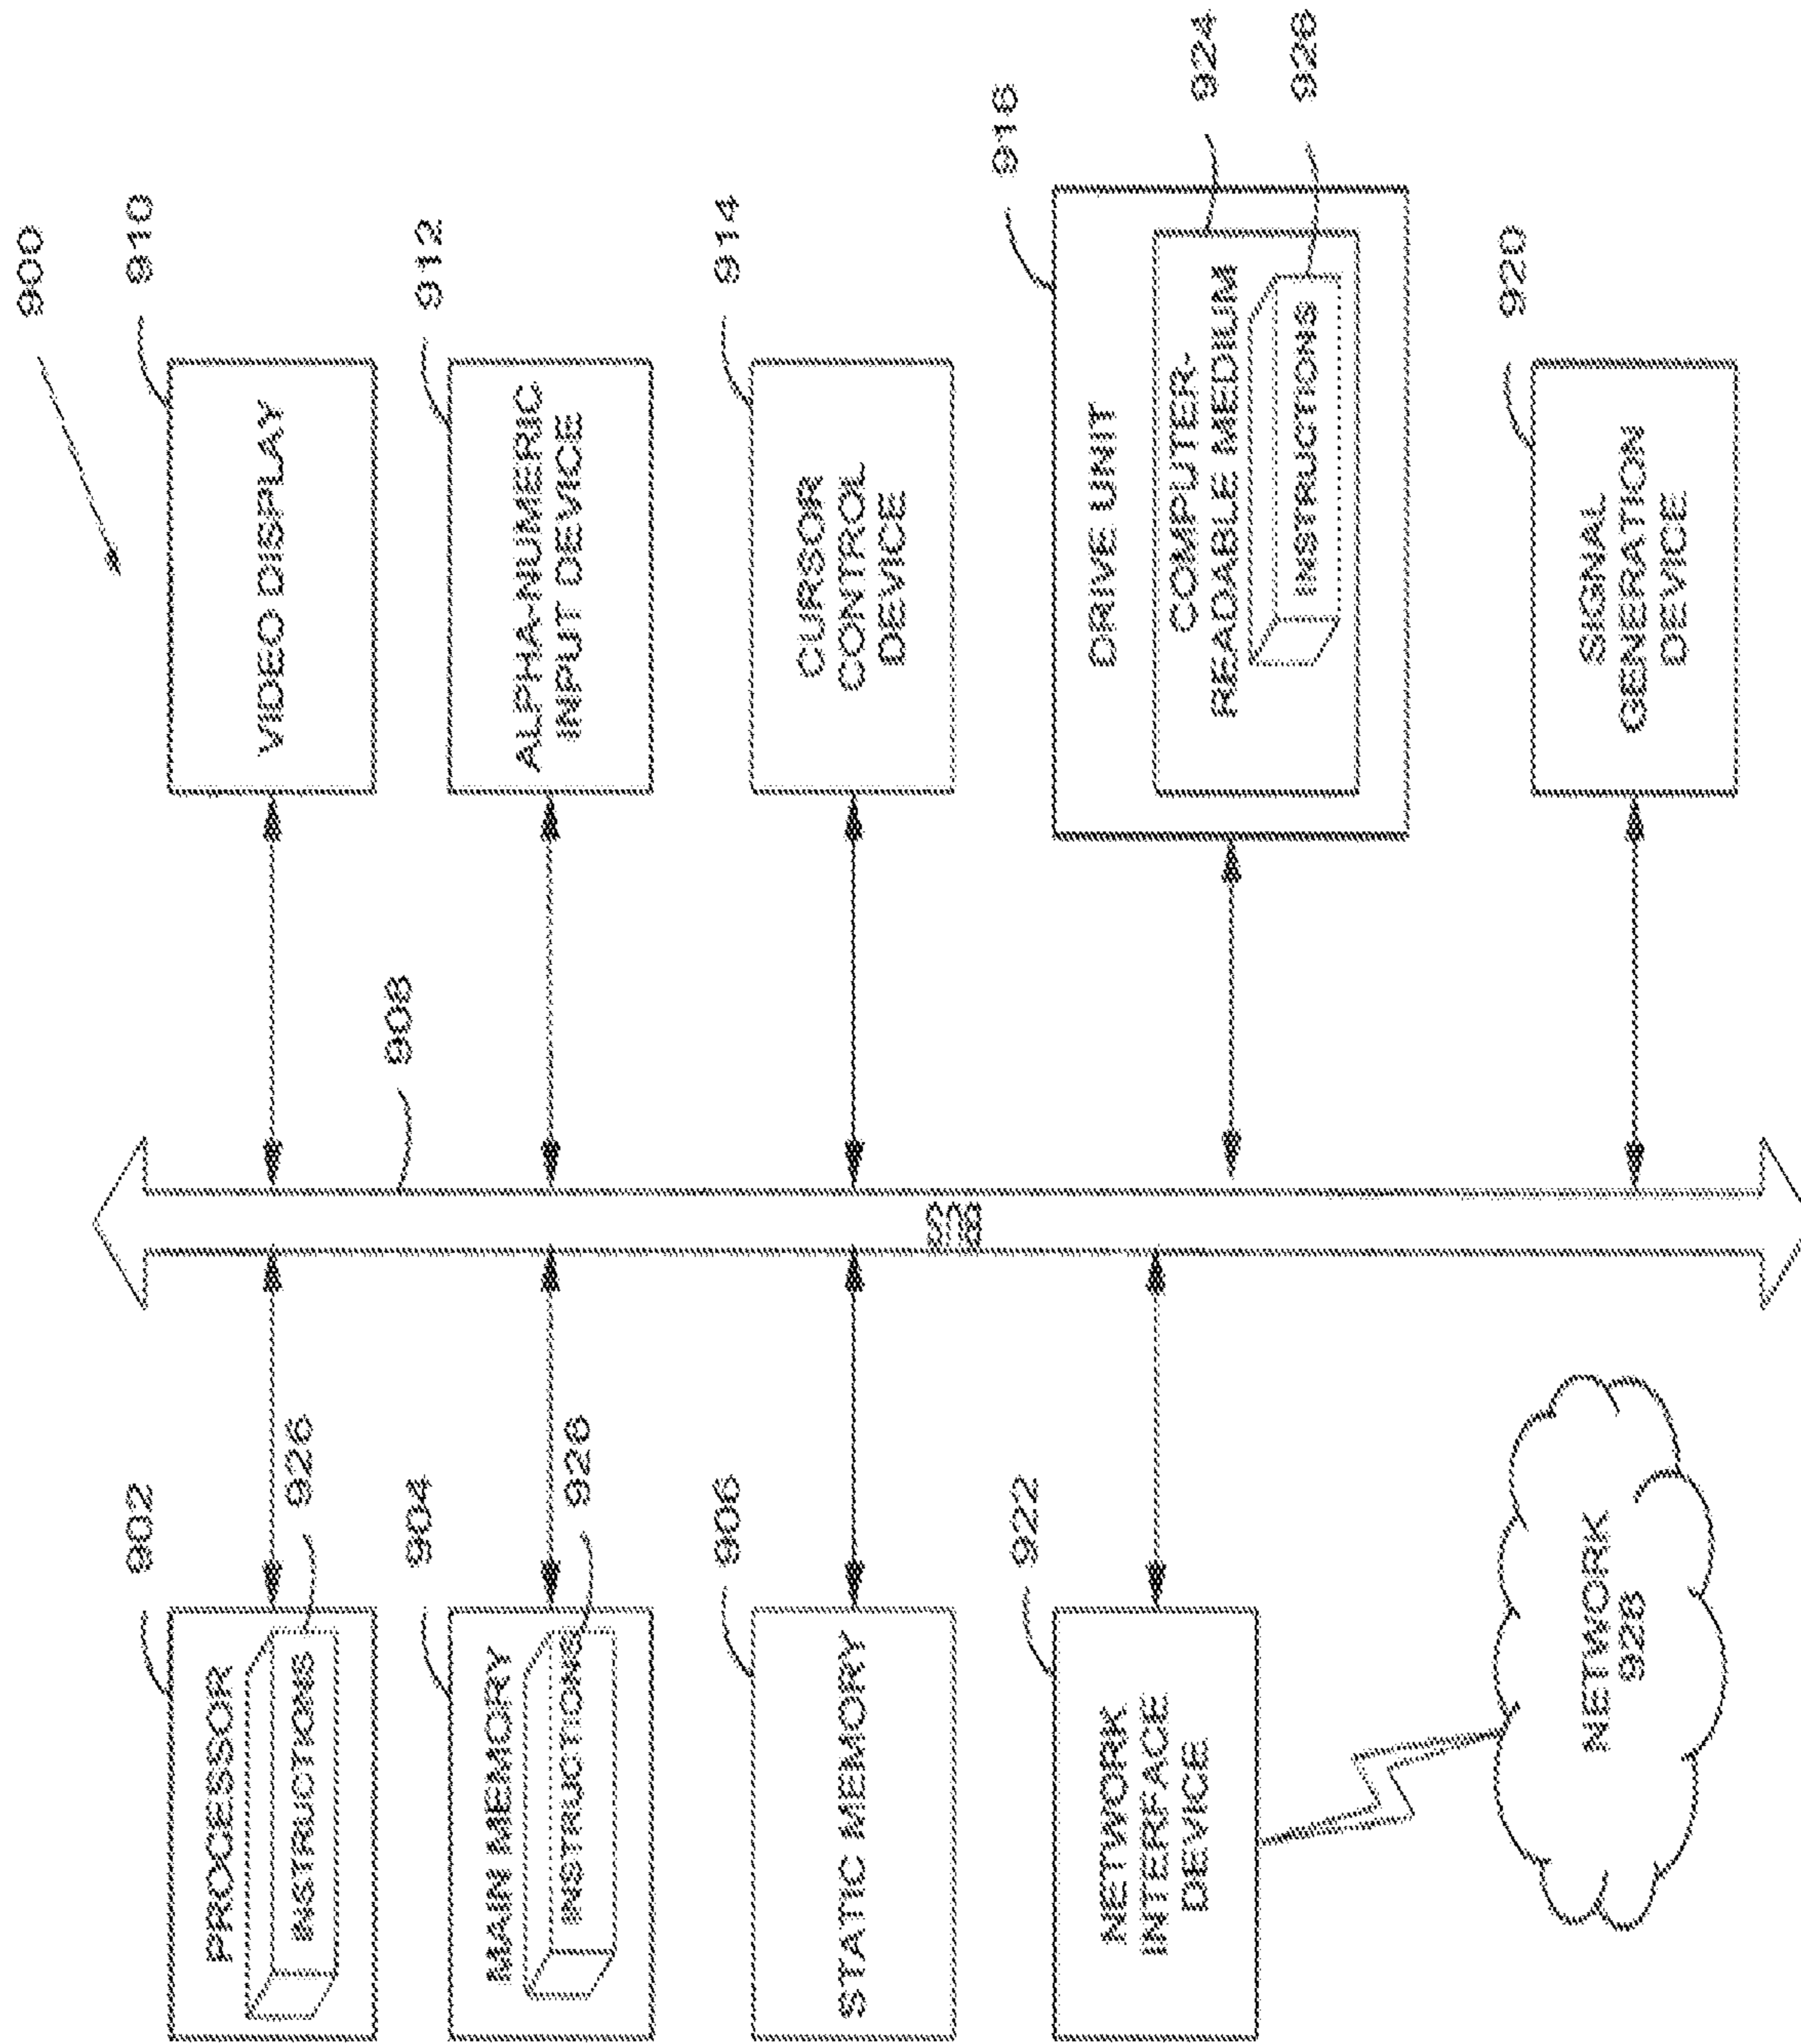 900
902
PROCESSOR
INSTRUCTIONS
926
904
MAIN MEMORY
INSTRUCTIONS
926
906
STATIC MEMORY
922
NETWORK
INTERFACE
DEVICE
NETWORK
928
908
BUS
910
VIDEO DISPLAY
912
ALPHA-NUMERIC
INPUT DEVICE
914
CURSOR
CONTROL
DEVICE
916
DRIVE UNIT
COMPUTER-
READABLE MEDIUM
924
INSTRUCTIONS
926
920
SIGNAL
GENERATION
DEVICE